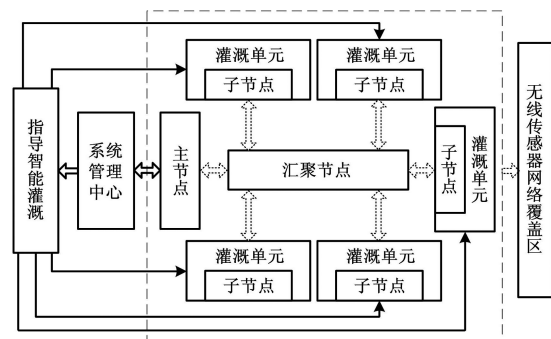 灌溉单元
子节点
灌溉单元
子节点
指导智能灌溉
系统
管理
中心
主节点
汇聚节点
子节点
灌溉单元
无线传感器网络覆盖区
灌溉单元
子节点
灌溉单元
子节点